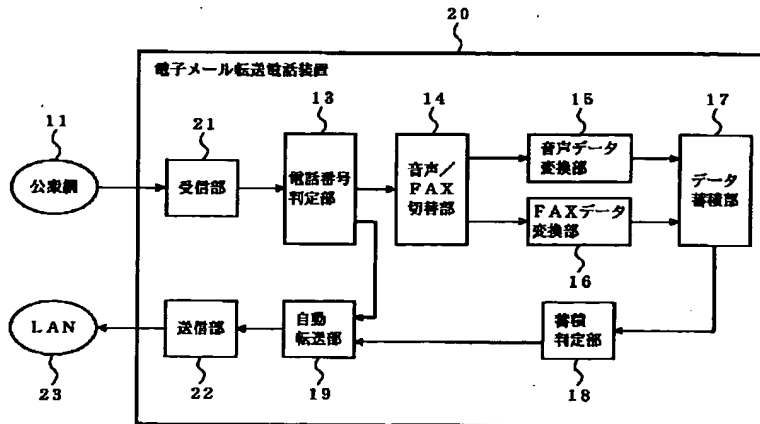 20
電子メール転送電話装置
11
21
13
14
15
17
公衆網
受信部
電話番号
判定部
音声/
FAX
切替部
音声データ
変換部
データ
蓄積部
FAXデータ
変換部
16
LAN
送信部
自動
転送部
蓄積
判定部
23
22
19
18